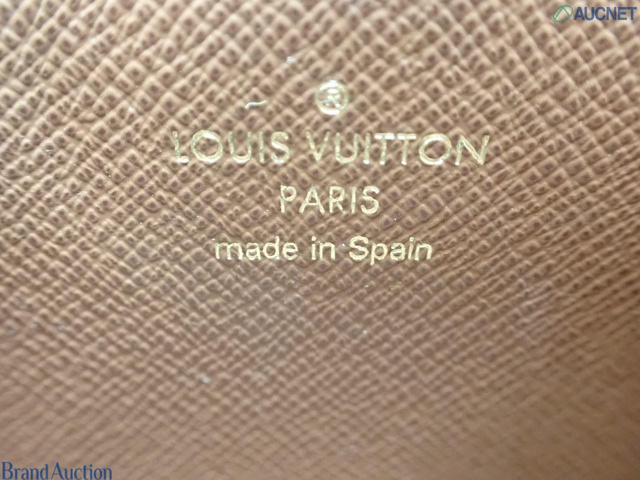 AUCNET
®
LOUIS VUITTON
PARIS
made in Spain
Brand Auction